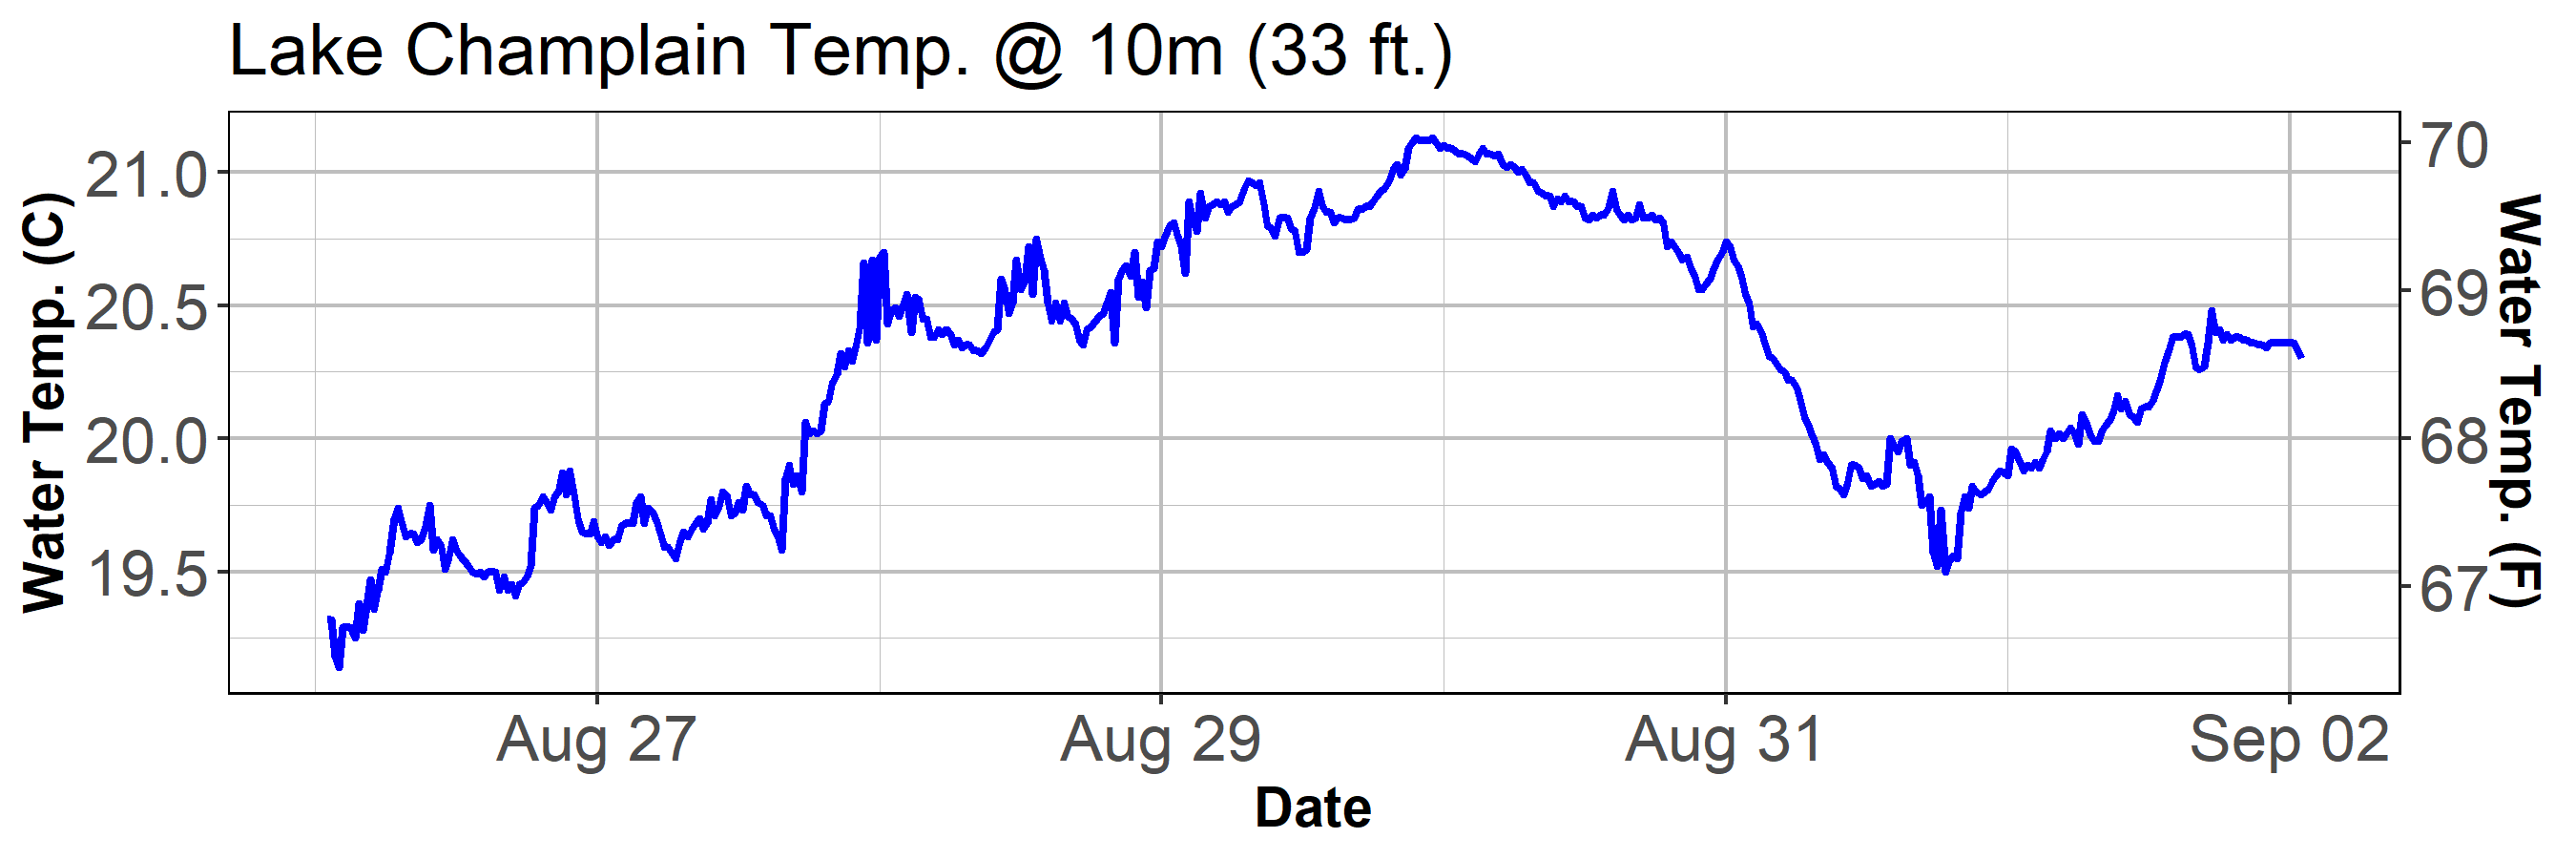 Lake Champlain Temp. @ 10m (33 ft.)
Water Temp. (C)
21.0
20.5
20.0
19.5
70
69
68
67
Water Temp. (F)
Aug 27 Aug 29 Aug 31 Sep 02
Date